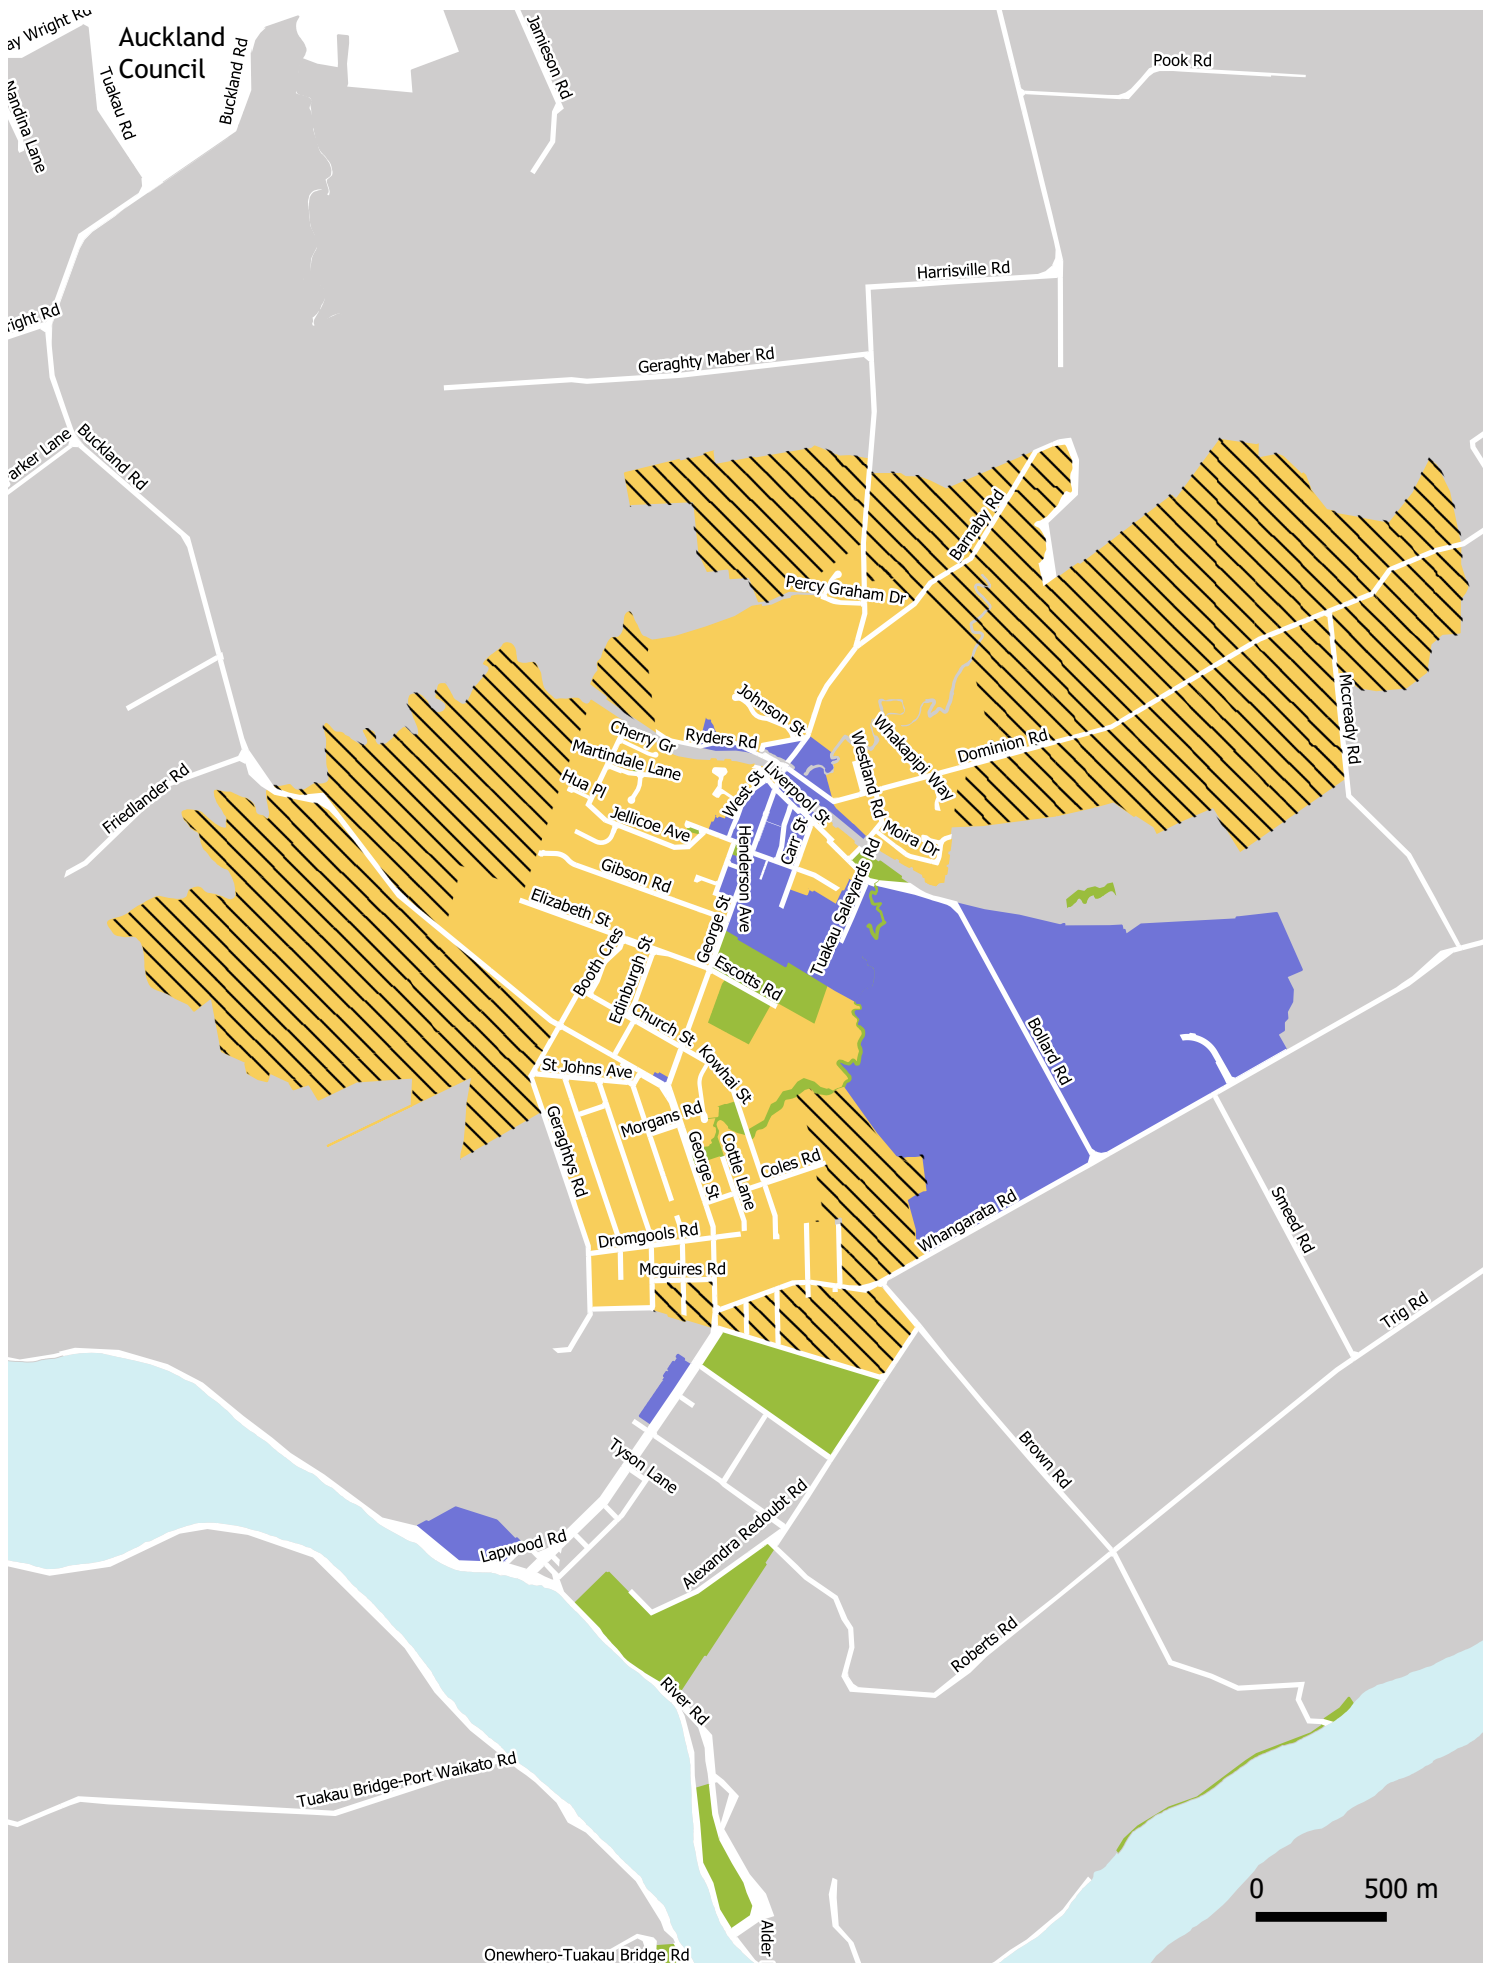 ay Wright Rd
Auckland
Council
Jamieson Rd
Buckland Rd
Tuakau Rd
Nandina Lane
Pook Rd
Harrisville Rd
right Rd
Geraghty Maber Rd
arker Lane
Buckland Rd
Barnaby Rd
Percy Graham Dr
Johnson St
Mccready Rd
Cherry Gr
Ryders Rd
Whakapipi Way
Dominion Rd
Martindale Lane
Westland Rd
Hua Pl
West St
Liverpool St
Friedlander Rd
Jellicoe Ave
Henderson Ave
Carr St
Moira Dr
Gibson Rd
Tuakau Saleyards Rd
Elizabeth St
George St
Booth Cres
Edinburgh St
Escotts Rd
Church St
Kowhai St
Bollard Rd
St Johns Ave
Morgans Rd
Geraghtys Rd
George St
Cottle Lane
Coles Rd
Whangarata Rd
Smeed Rd
Dromgools Rd
Mcguires Rd
Trig Rd
Tyson Lane
Brown Rd
Alexandra Redoubt Rd
Lapwood Rd
Roberts Rd
River Rd
Tuakau Bridge-Port Waikato Rd
0 500 m
Alder
Onewhero-Tuakau Bridge Rd